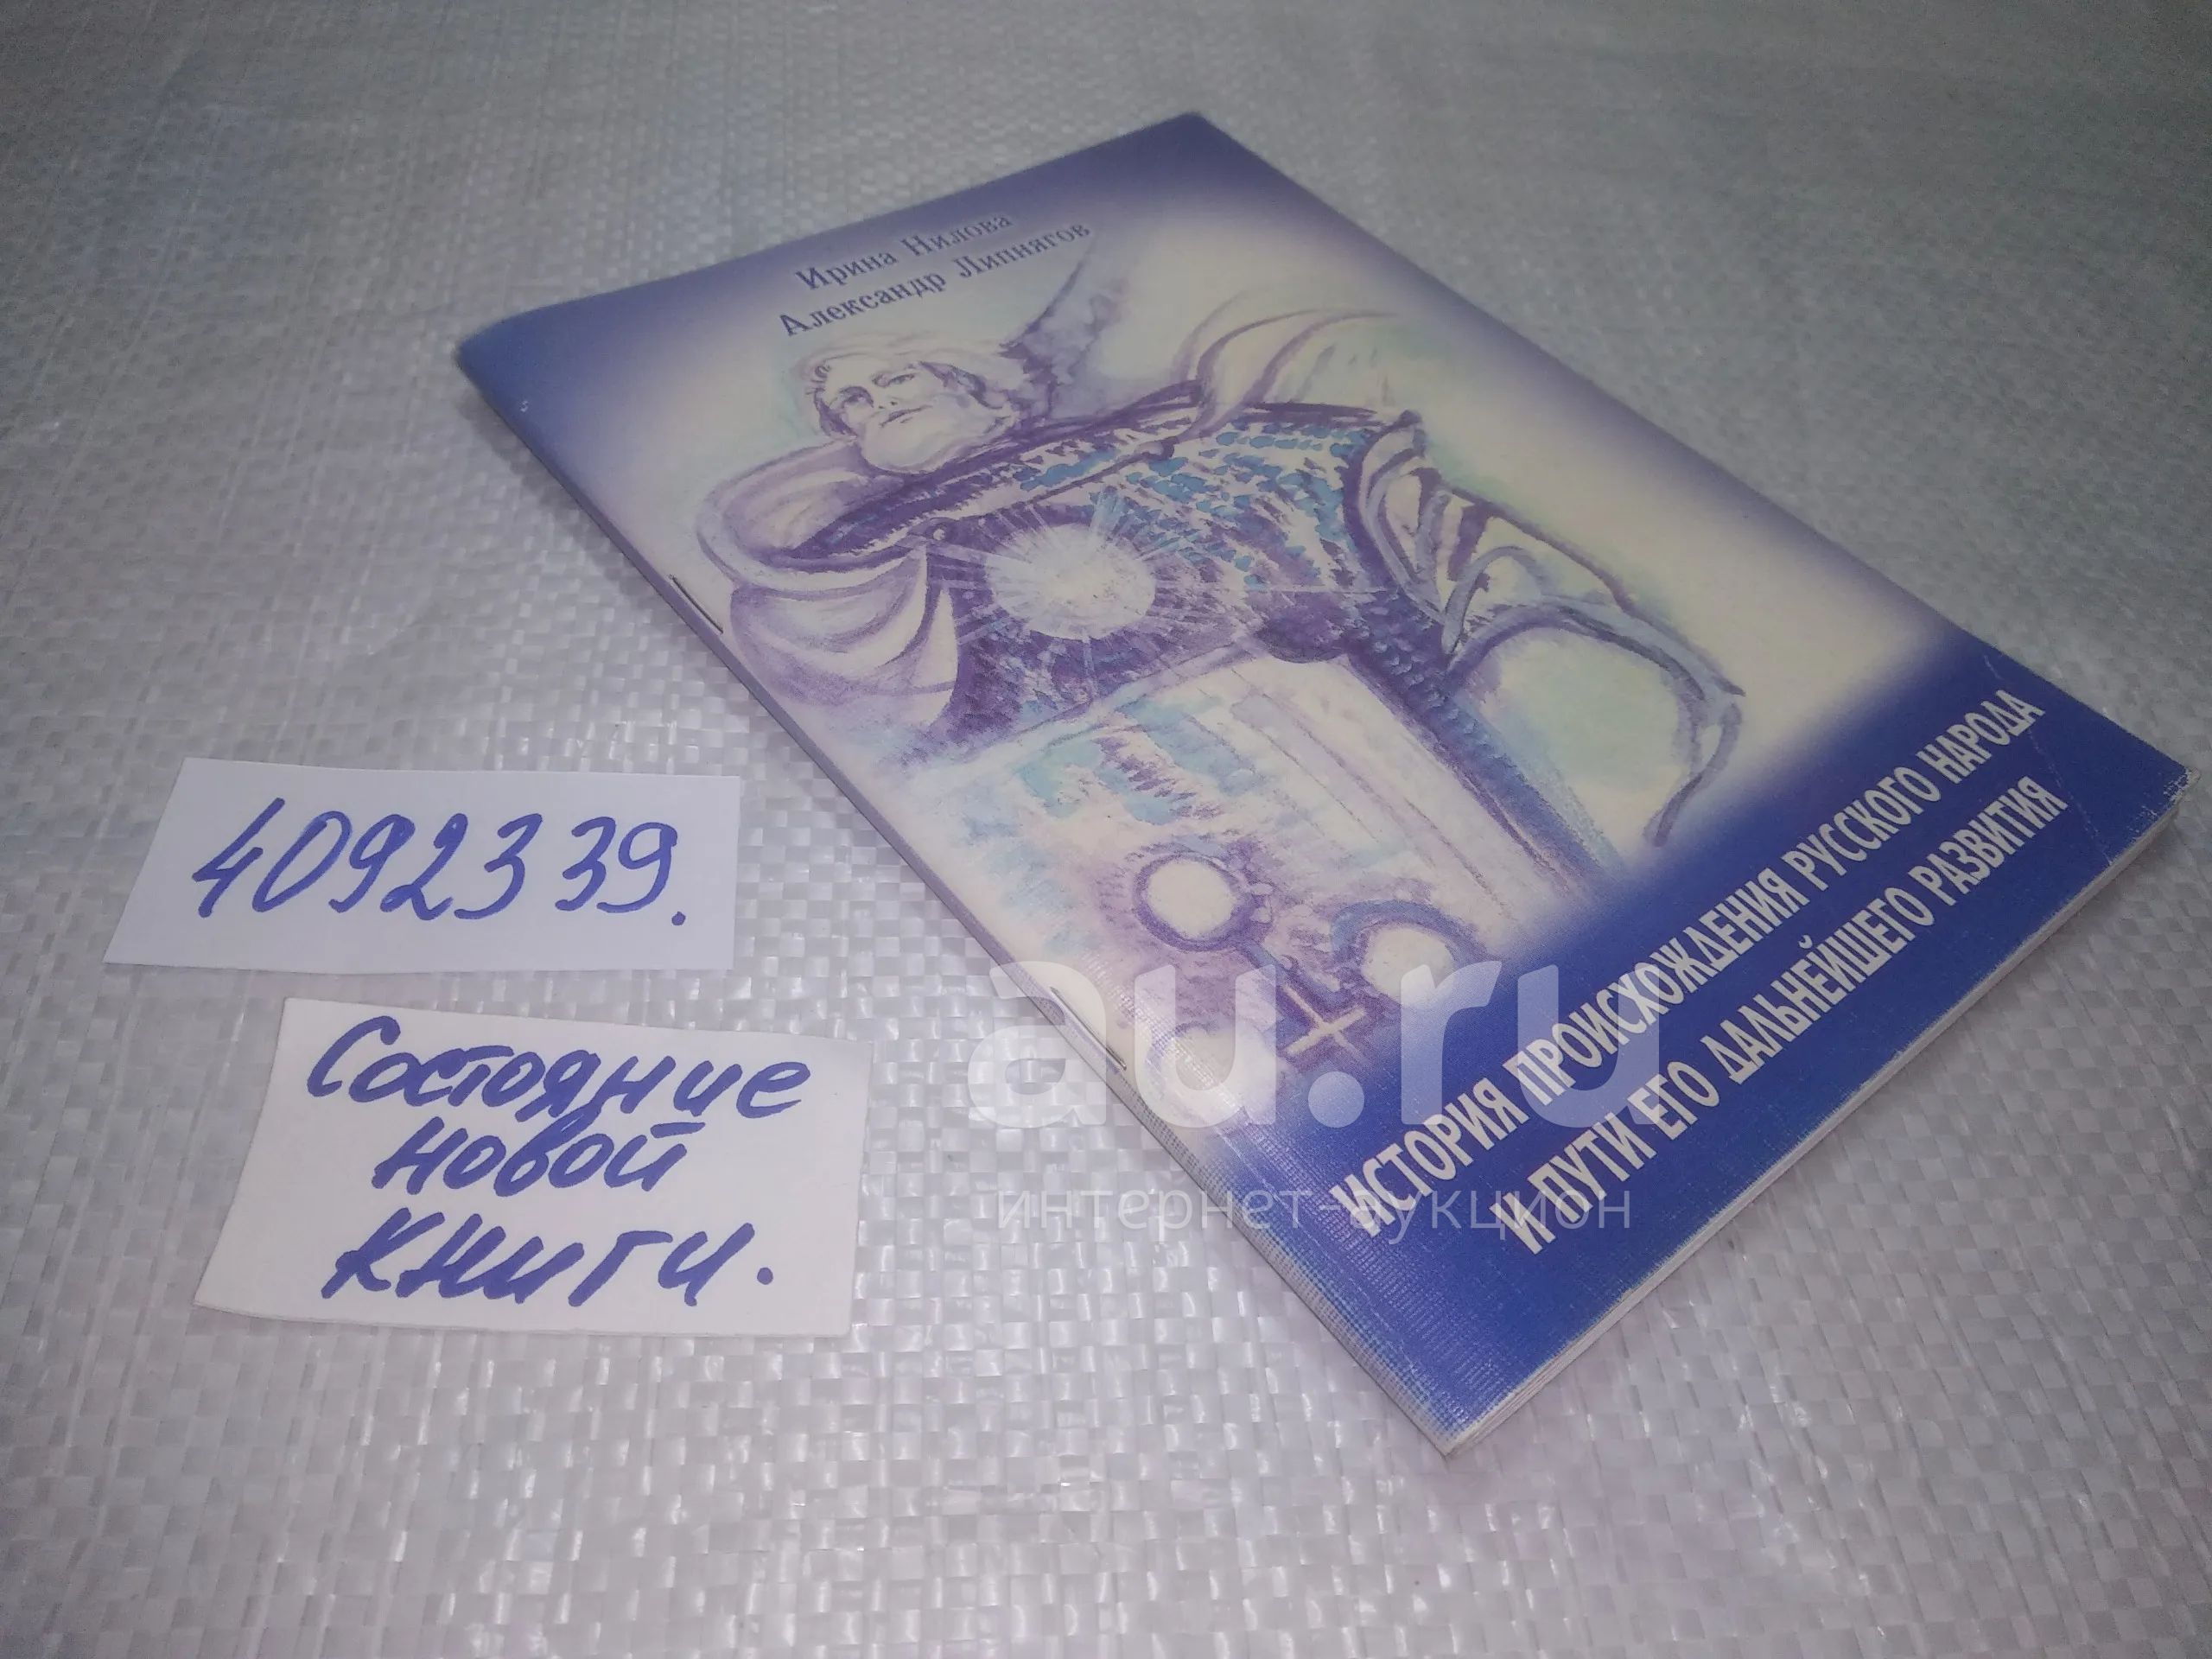 Ирина Нилова
Александр Липнягов
ИСТОРИЯ ПРОИСХОЖДЕНИЯ РУССКОГО НАРОДА
И ПУТИ ЕГО ДАЛЬНЕЙШЕГО РАЗВИТИЯ
4092339.
Состояние
новой
книги.
au.ru
интернет-аукцион